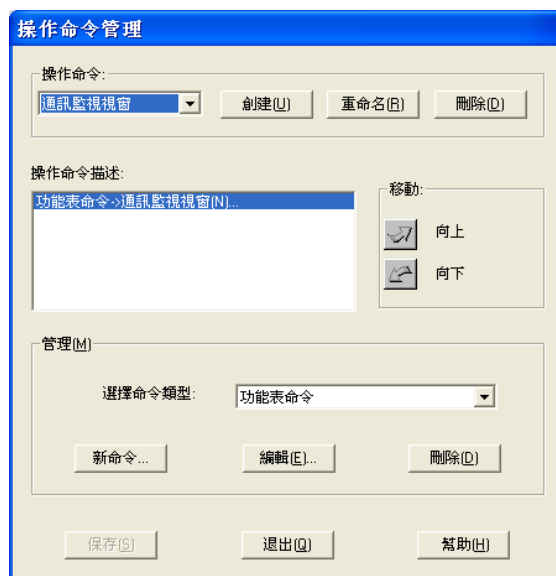 操作命令管理
操作命令:
通訊監視視窗 創建(U) 重命名(R) 刪除(D)
操作命令描述:
功能表命令->通訊監視視窗(N)...
移動:
向上
向下
管理(M)
選擇命令類型: 功能表命令
新命令... 編輯(E)... 刪除(D)
保存(S) 退出(Q) 幫助(H)